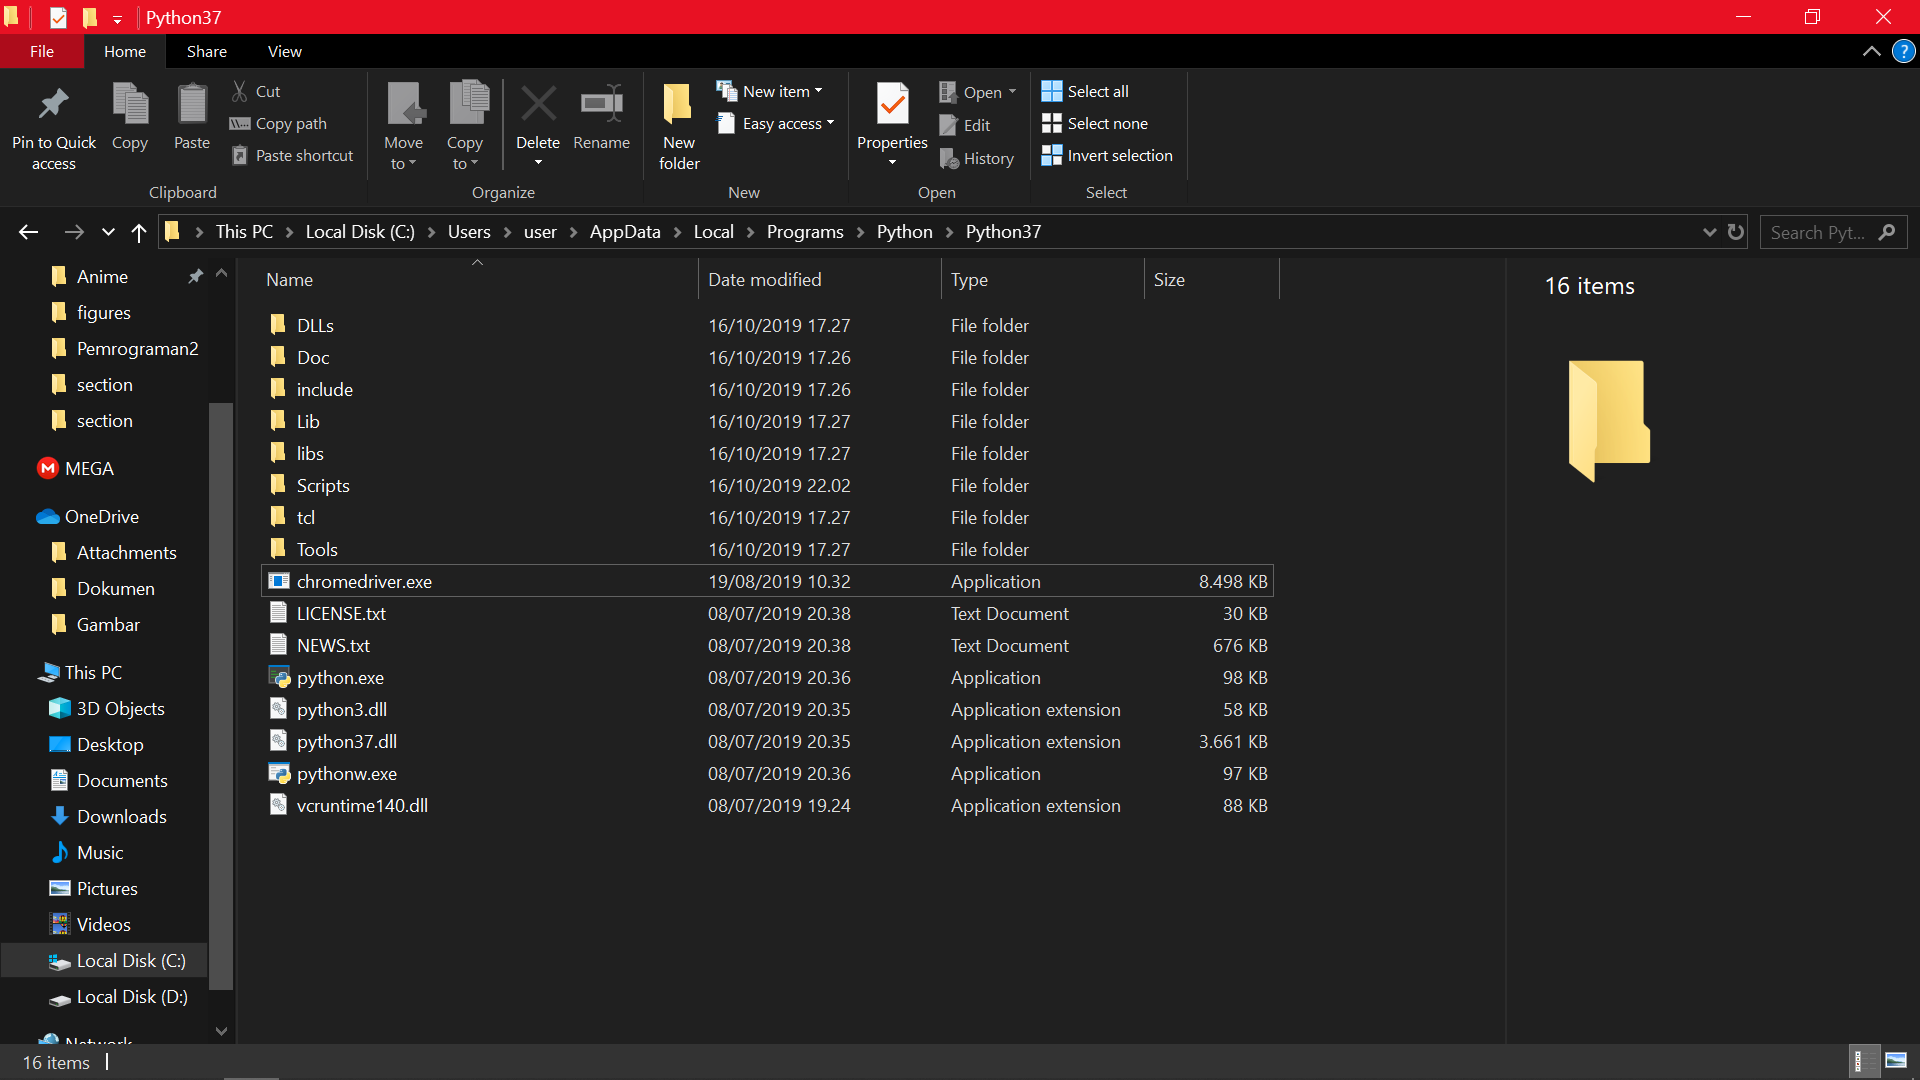 Python37
File Home Share View
Pin to Quick access
Copy
Paste
Cut
Copy path
Paste shortcut
Clipboard
Move to
Copy to
Delete
Rename
Organize
New folder
New item
Easy access
New
Properties
Open
Edit
History
Open
Select all
Select none
Invert selection
Select
This PC > Local Disk (C:) > Users > user > AppData > Local > Programs > Python > Python37
Search Pyt...
Anime
figures
Pemrograman2
section
section
MEGA
OneDrive
Attachments
Dokumen
Gambar
This PC
3D Objects
Desktop
Documents
Downloads
Music
Pictures
Videos
Local Disk (C:)
Local Disk (D:)
Network
Name Date modified Type Size
DLLs 16/10/2019 17.27 File folder
Doc 16/10/2019 17.26 File folder
include 16/10/2019 17.26 File folder
Lib 16/10/2019 17.27 File folder
libs 16/10/2019 17.27 File folder
Scripts 16/10/2019 22.02 File folder
tcl 16/10/2019 17.27 File folder
Tools 16/10/2019 17.27 File folder
chromedriver.exe 19/08/2019 10.32 Application 8.498 KB
LICENSE.txt 08/07/2019 20.38 Text Document 30 KB
NEWS.txt 08/07/2019 20.38 Text Document 676 KB
python.exe 08/07/2019 20.36 Application 98 KB
python3.dll 08/07/2019 20.35 Application extension 58 KB
python37.dll 08/07/2019 20.35 Application extension 3.661 KB
pythonw.exe 08/07/2019 20.36 Application 97 KB
vcruntime140.dll 08/07/2019 19.24 Application extension 88 KB
16 items
16 items